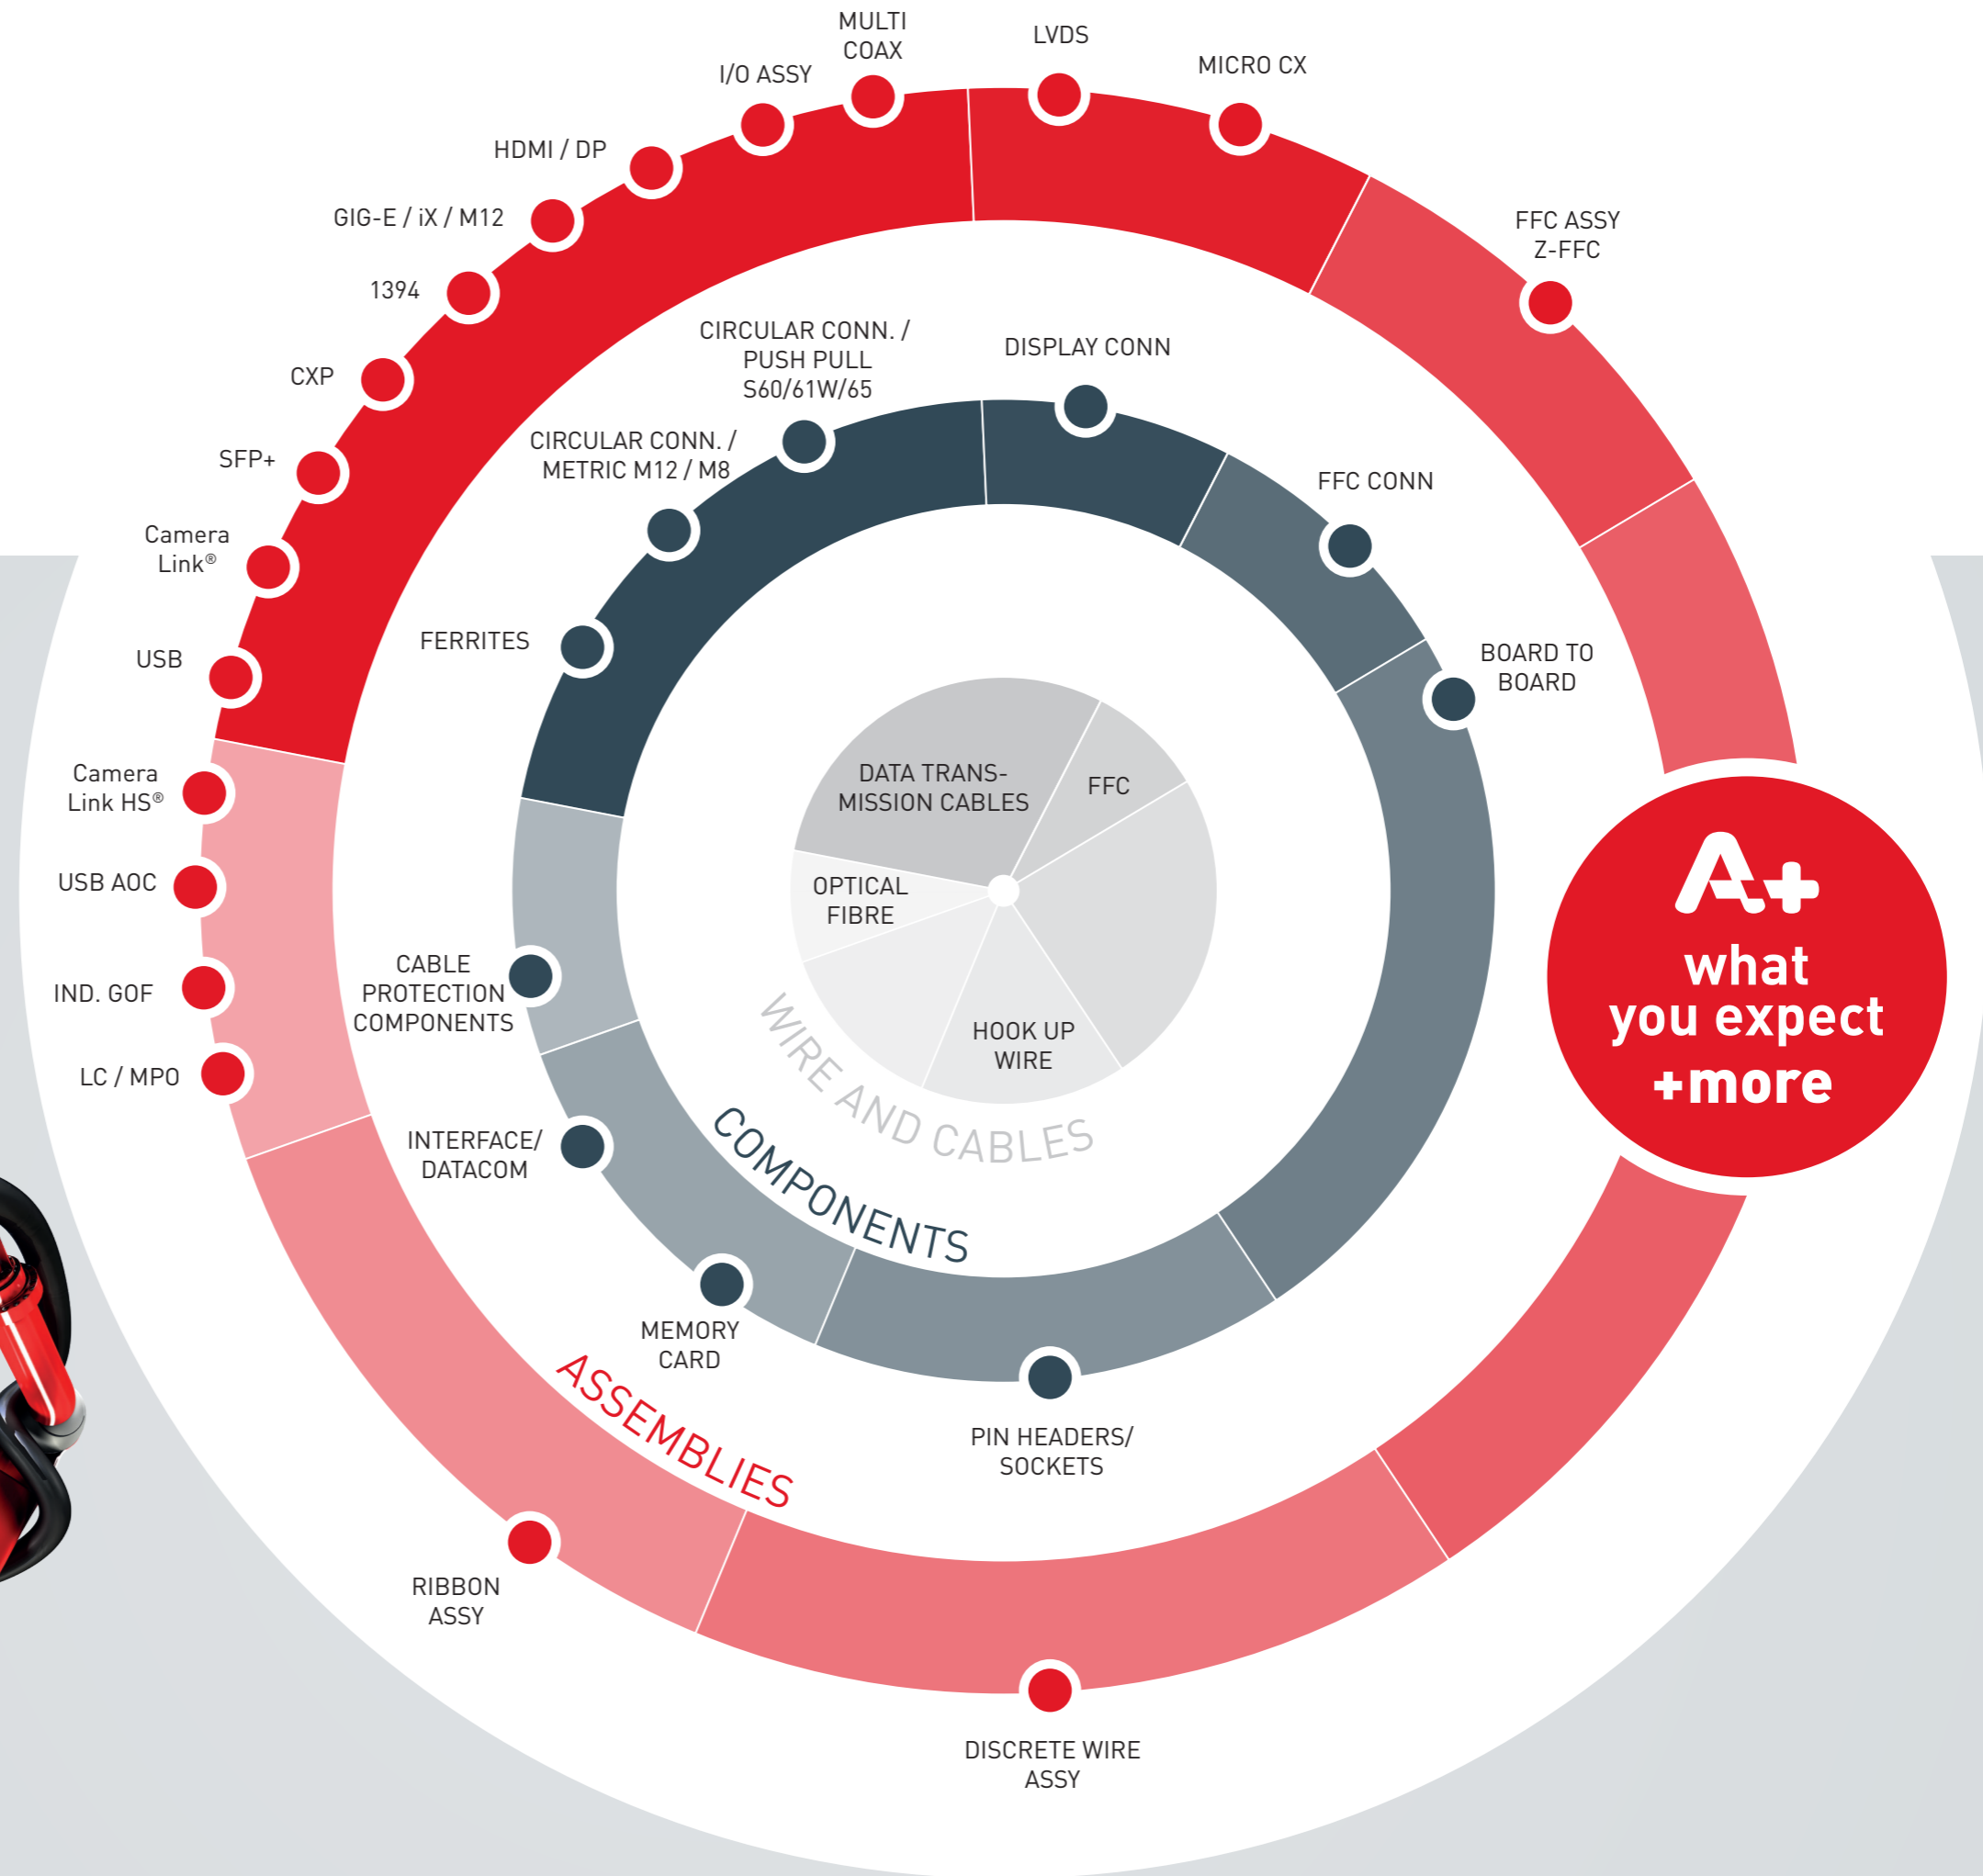 MULTI
COAX
LVDS
MICRO CX
I/O ASSY
HDMI / DP
GIG-E / iX / M12
1394
CXP
SFP+
Camera
Link®
USB
Camera
Link HS®
USB AOC
IND. GOF
LC / MPO
FFC ASSY
Z-FFC
CIRCULAR CONN. /
PUSH PULL
S60/61W/65
DISPLAY CONN
CIRCULAR CONN. /
METRIC M12 / M8
FFC CONN
FERRITES
BOARD TO
BOARD
DATA TRANS-
MISSION CABLES
FFC
OPTICAL
FIBRE
HOOK UP
WIRE
WIRE AND CABLES
CABLE
PROTECTION
COMPONENTS
INTERFACE/
DATACOM
COMPONENTS
MEMORY
CARD
PIN HEADERS/
SOCKETS
ASSEMBLIES
RIBBON
ASSY
DISCRETE WIRE
ASSY
A+
what
you expect
+more